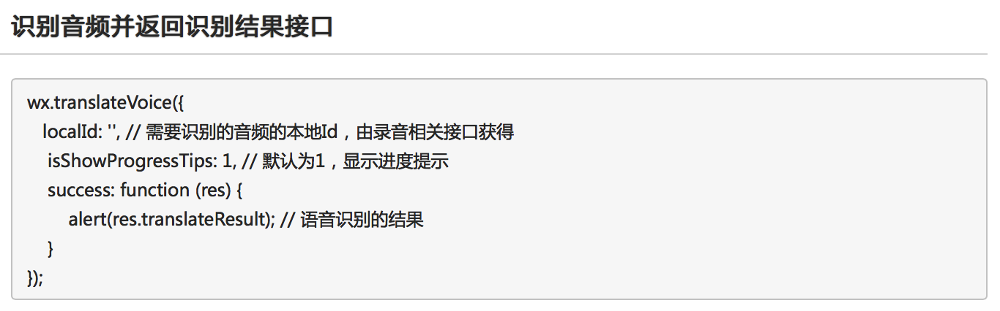 识别音频并返回识别结果接口
wx.translateVoice({
localId: '', // 需要识别的音频的本地Id，由录音相关接口获得
isShowProgressTips: 1, // 默认为1，显示进度提示
success: function (res) {
alert(res.translateResult); // 语音识别的结果
}
});